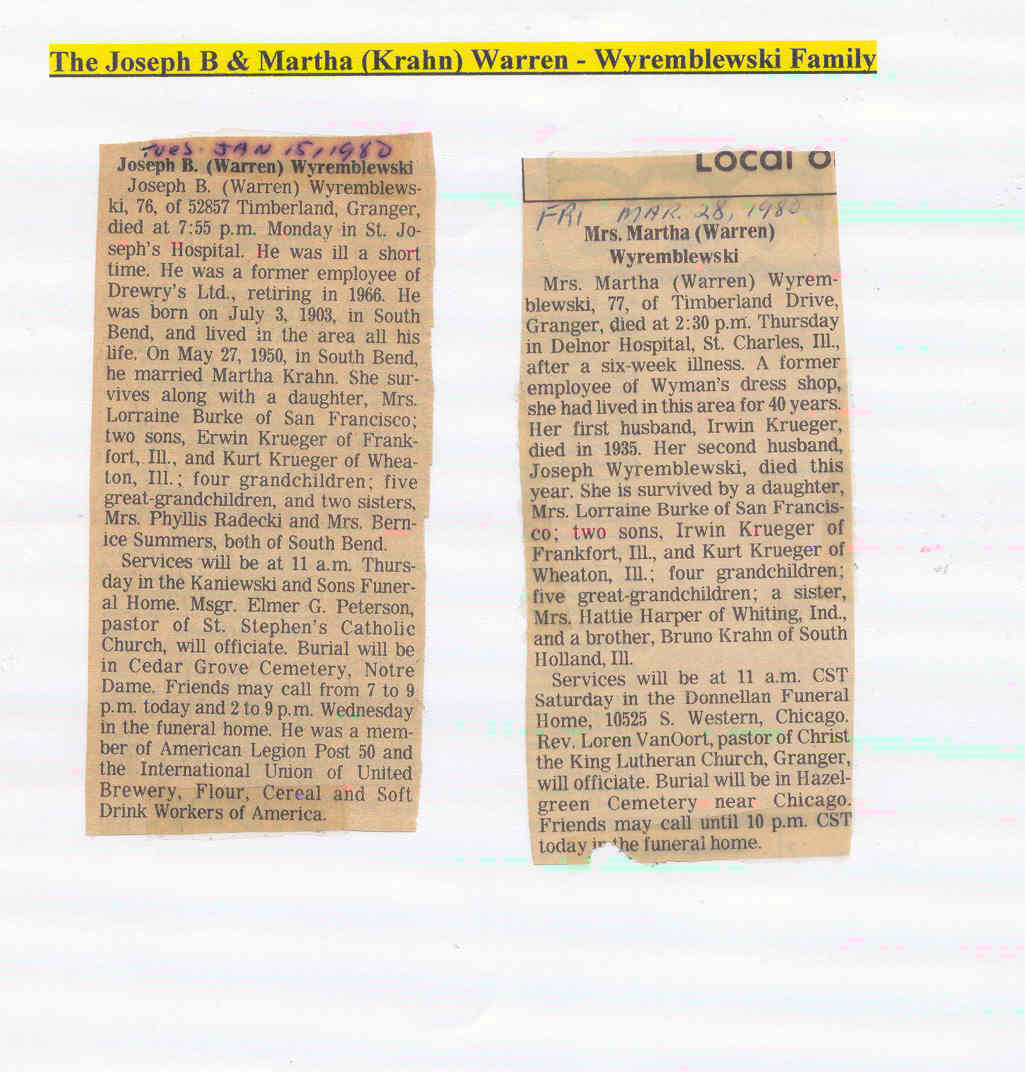 The Joseph B & Martha (Krahn) Warren - Wyremblewski Family
Tues. JAN 15, 1980
Joseph B. (Warren) Wyremblewski
Joseph B. (Warren) Wyremblews-
ki, 76, of 52857 Timberland, Granger,
died at 7:55 p.m. Monday in St. Jo-
seph's Hospital. He was ill a short
time. He was a former employee of
Drewry's Ltd., retiring in 1966. He
was born on July 3, 1903, in South
Bend, and lived in the area all his
life. On May 27, 1950, in South Bend,
he married Martha Krahn. She sur-
vives along with a daughter, Mrs.
Lorraine Burke of San Francisco;
two sons, Erwin Krueger of Frank-
fort, Ill., and Kurt Krueger of Whea-
ton, Ill.; four grandchildren; five
great-grandchildren, and two sisters,
Mrs. Phyllis Radecki and Mrs. Bern-
ice Summers, both of South Bend.
Services will be at 11 a.m. Thurs-
day in the Kaniewski and Sons Funer-
al Home. Msgr. Elmer G. Peterson,
pastor of St. Stephen's Catholic
Church, will officiate. Burial will be
in Cedar Grove Cemetery, Notre
Dame. Friends may call from 7 to 9
p.m. today and 2 to 9 p.m. Wednesday
in the funeral home. He was a mem-
ber of American Legion Post 50 and
the International Union of United
Brewery, Flour, Cereal and Soft
Drink Workers of America.
Local o
FRI MAR. 28, 1980
Mrs. Martha (Warren)
Wyremblewski
Mrs. Martha (Warren) Wyrem-
blewski, 77, of Timberland Drive,
Granger, died at 2:30 p.m. Thursday
in Delnor Hospital, St. Charles, Ill.,
after a six-week illness. A former
employee of Wyman's dress shop,
she had lived in this area for 40 years.
Her first husband, Irwin Krueger,
died in 1935. Her second husband,
Joseph Wyremblewski, died this
year. She is survived by a daughter,
Mrs. Lorraine Burke of San Francis-
co; two sons, Irwin Krueger of
Frankfort, Ill., and Kurt Krueger of
Wheaton, Ill.; four grandchildren;
five great-grandchildren; a sister,
Mrs. Hattie Harper of Whiting, Ind.,
and a brother, Bruno Krahn of South
Holland, Ill.
Services will be at 11 a.m. CST
Saturday in the Donnellan Funeral
Home, 10525 S. Western, Chicago.
Rev. Loren VanOort, pastor of Christ
the King Lutheran Church, Granger,
will officiate. Burial will be in Hazel-
green Cemetery near Chicago.
Friends may call until 10 p.m. CST
today in the funeral home.